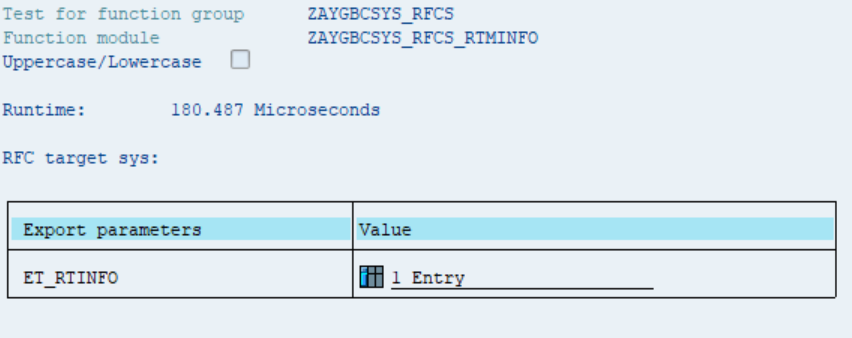 Test for function group ZAYGBCSYS_RFCS
Function module ZAYGBCSYS_RFCS_RTMINFO
Uppercase/Lowercase
Runtime: 180.487 Microseconds
RFC target sys:
Export parameters Value
ET_RTINFO 1 Entry